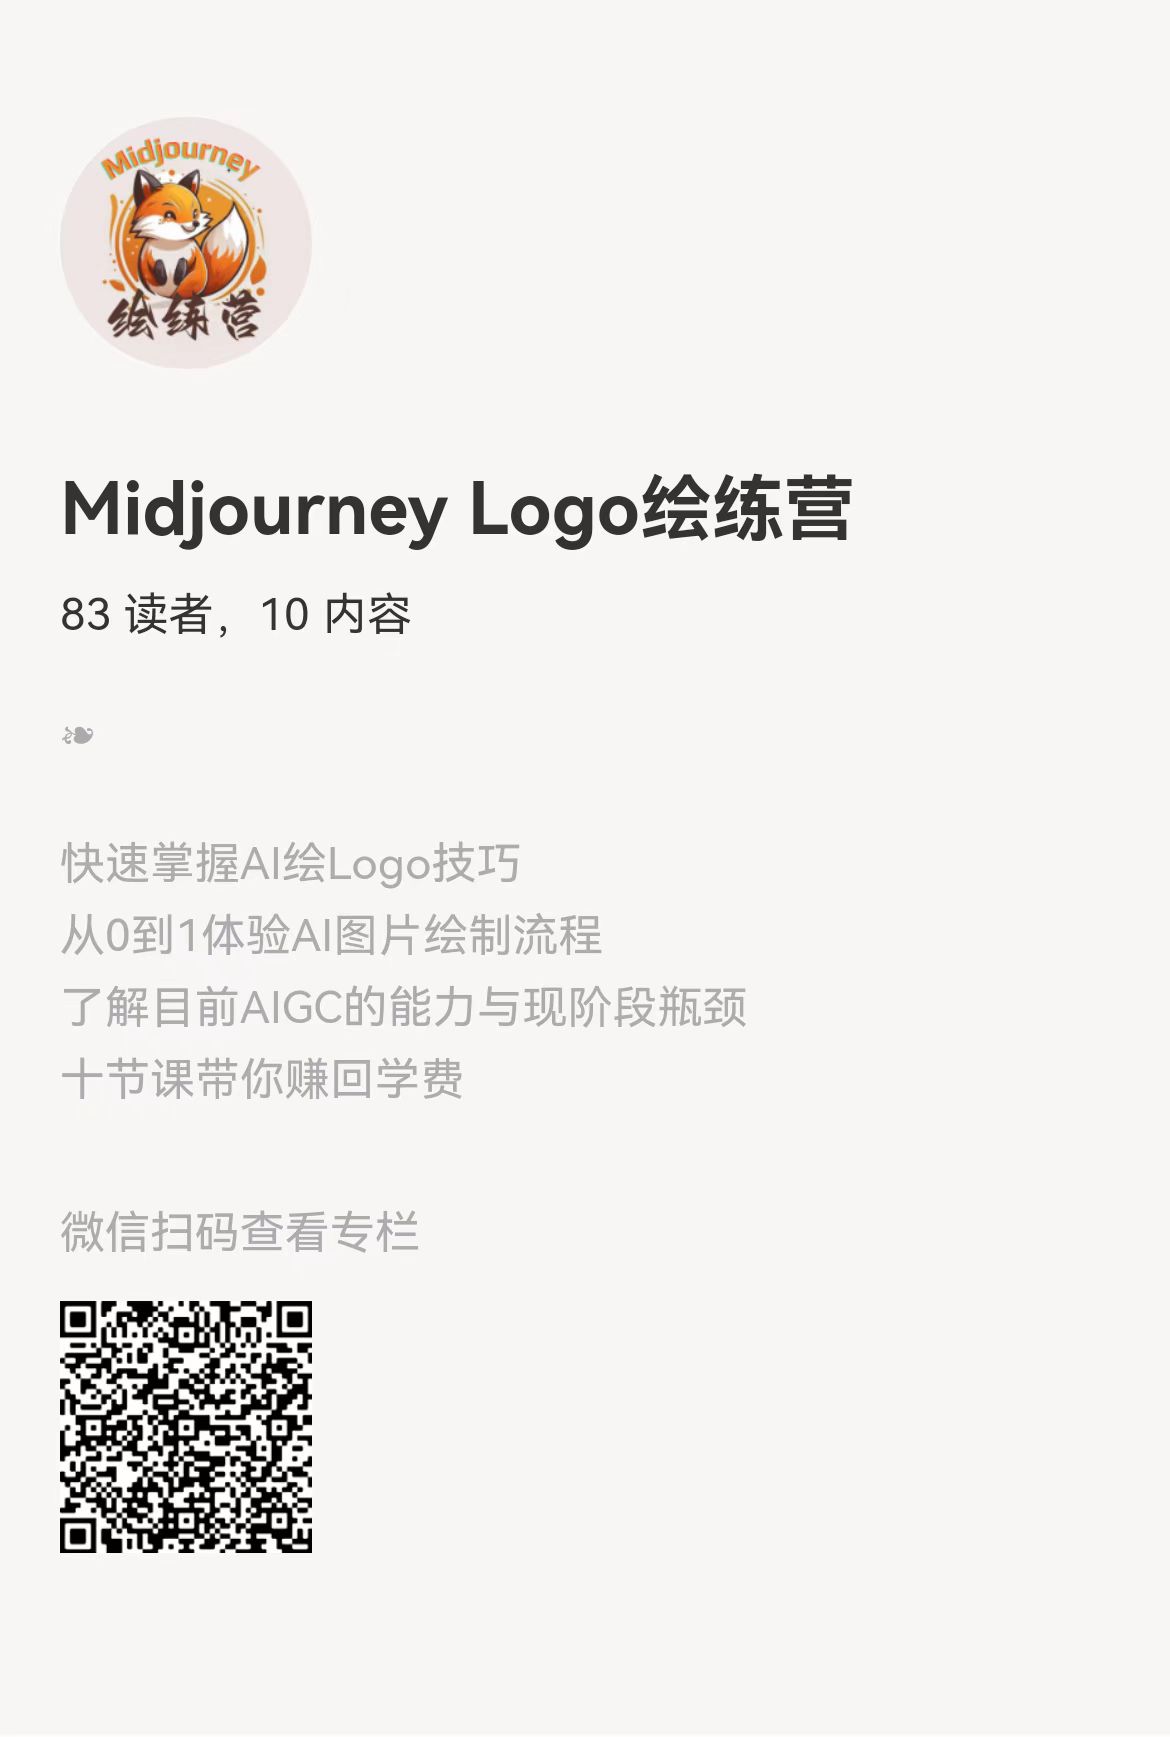 Midjourney
绘练营
Midjourney Logo绘练营
83 读者，10 内容
快速掌握AI绘Logo技巧
从0到1体验AI图片绘制流程
了解目前AIGC的能力与现阶段瓶颈
十节课带你赚回学费
微信扫码查看专栏